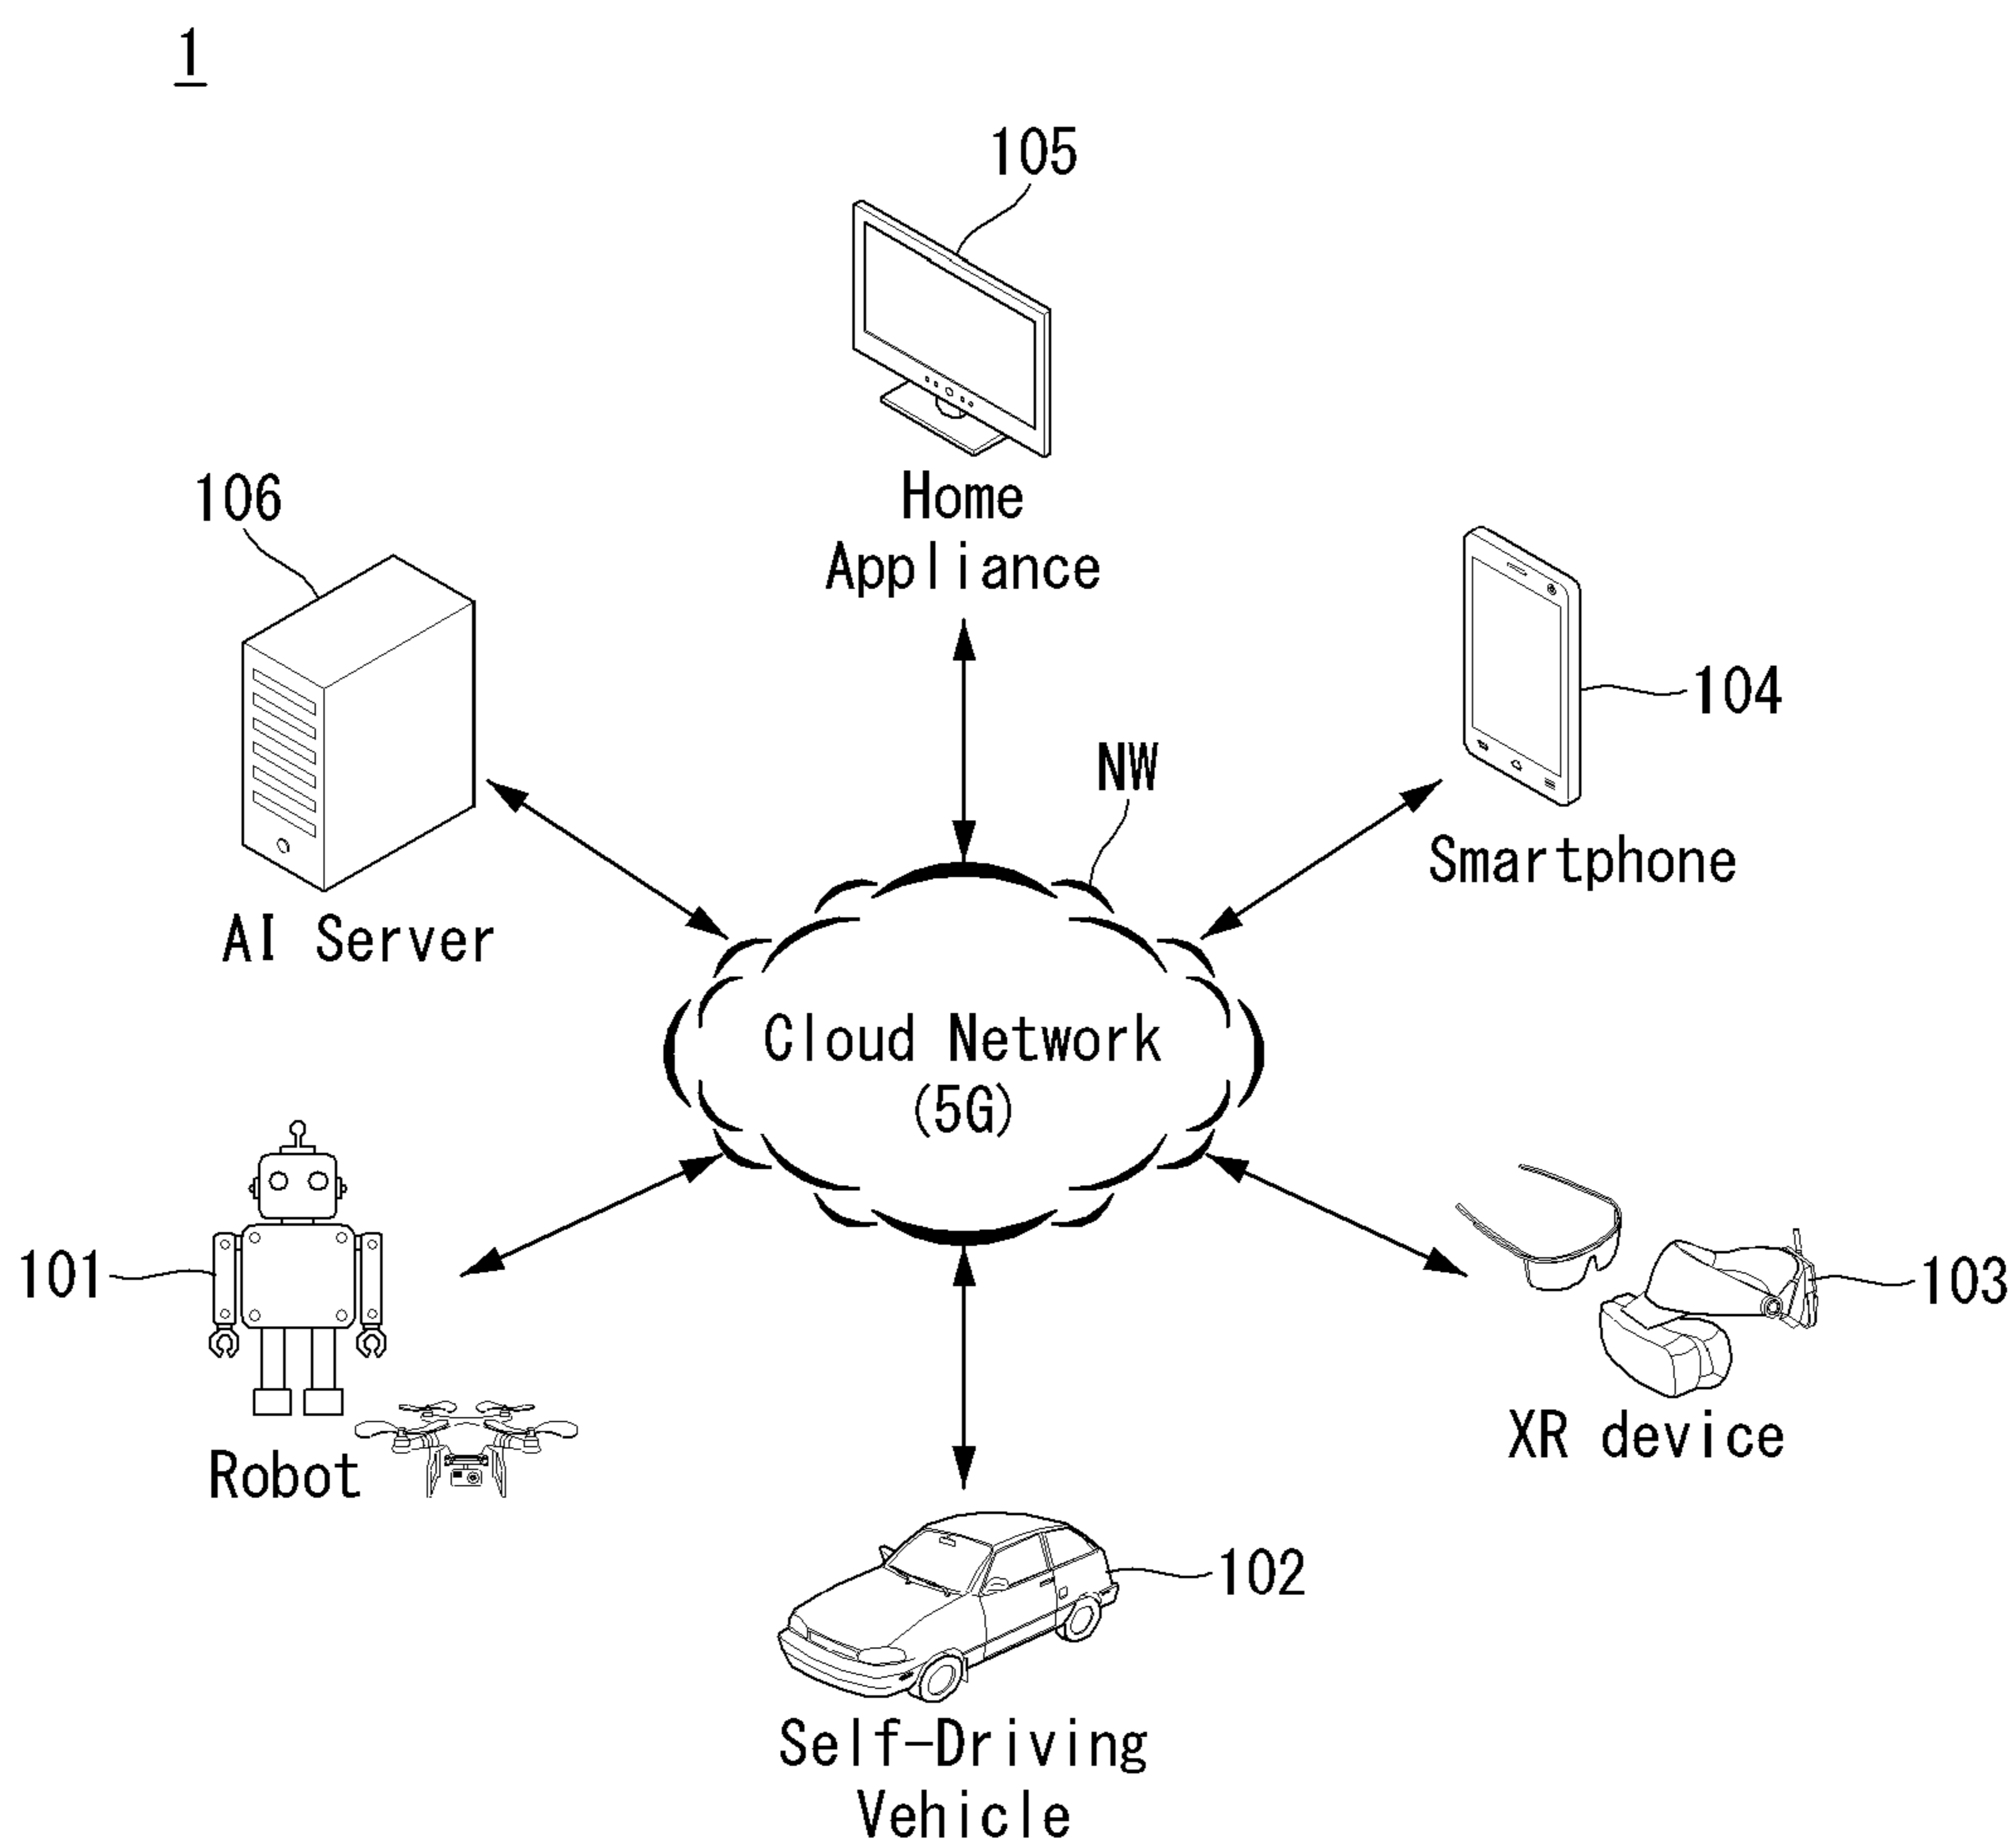 1
105
Home
Appliance
106
104
NW
Smartphone
AI Server
Cloud Network
(5G)
101
103
Robot
XR device
102
Self-Driving
Vehicle